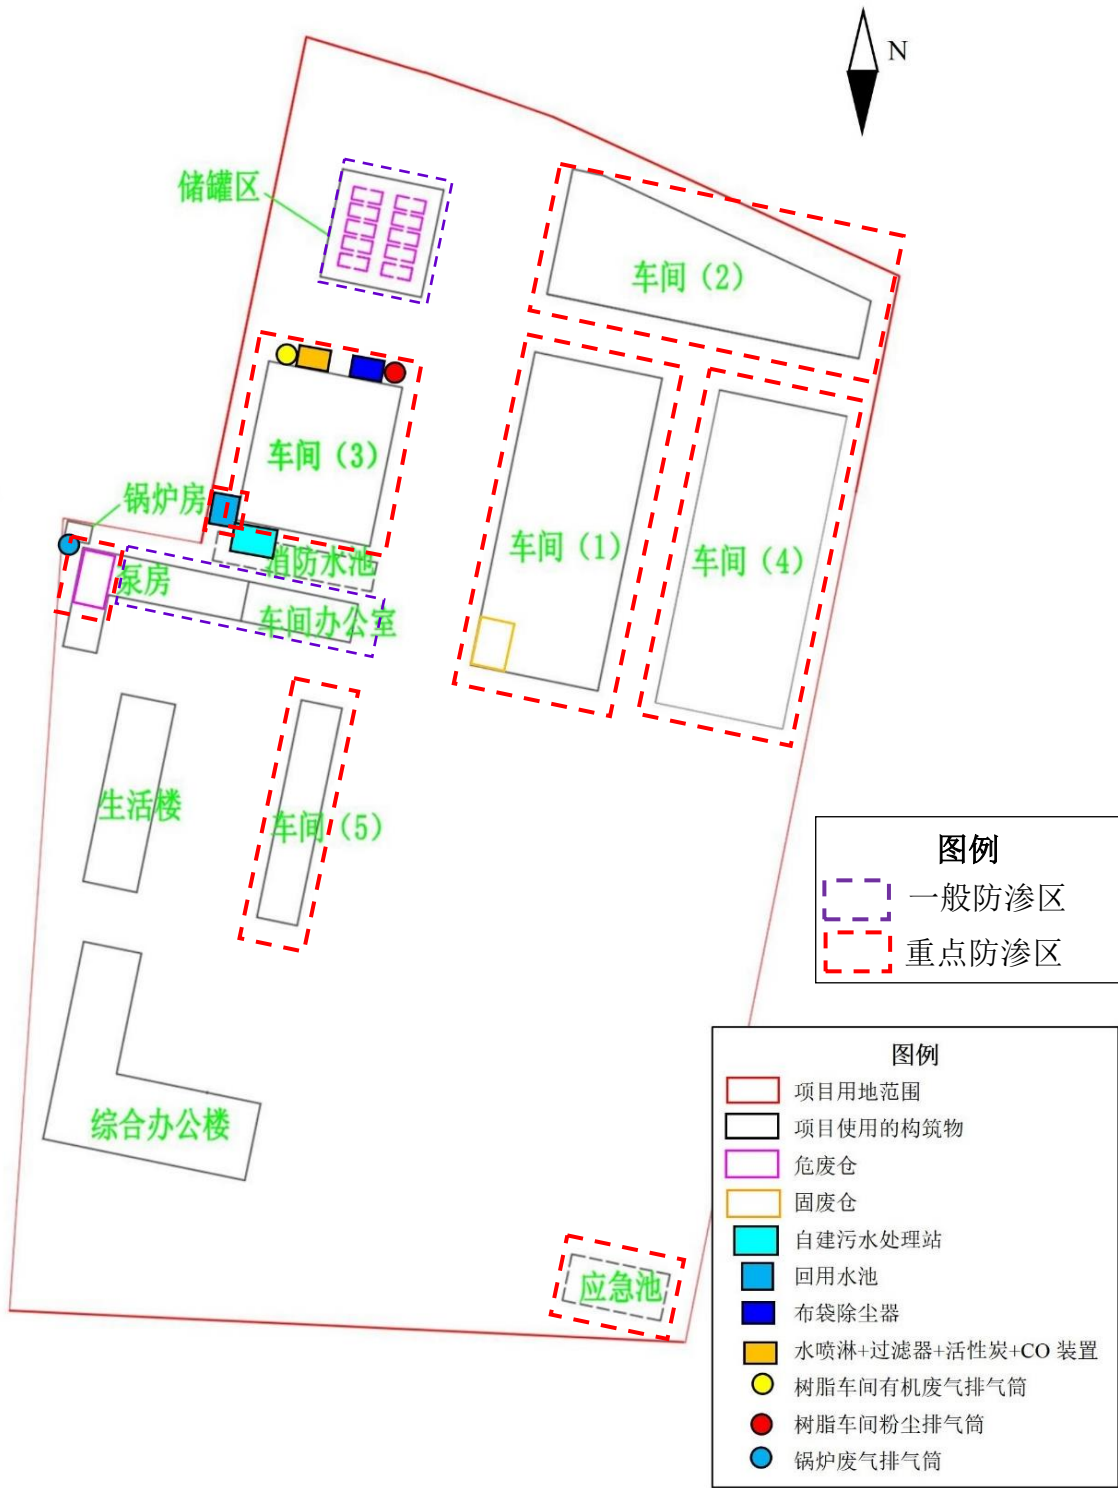 N
储罐区
车间（2）
车间（3）
锅炉房
车间（1）
车间（4）
消防水池
泵房
车间办公室
生活楼
车间（5）
图例
一般防渗区
重点防渗区
综合办公楼
应急池
图例
项目用地范围
项目使用的构筑物
危废仓
固废仓
自建污水处理站
回用水池
布袋除尘器
水喷淋+过滤器+活性炭+CO 装置
树脂车间有机废气排气筒
树脂车间粉尘排气筒
锅炉废气排气筒